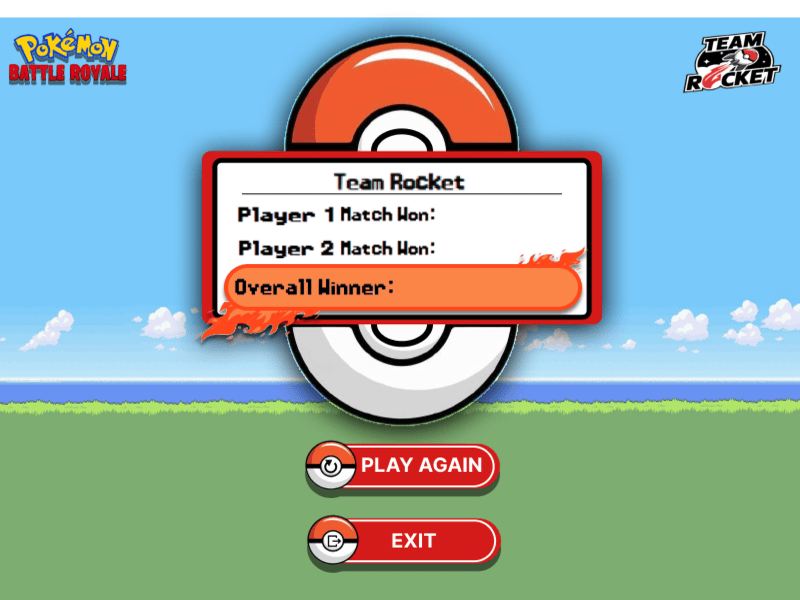 Pokémon
BATTLE ROYALE
TEAM
ROCKET
Team Rocket
Player 1 Match Won:
Player 2 Match Won:
Overall Winner:
PLAY AGAIN
EXIT